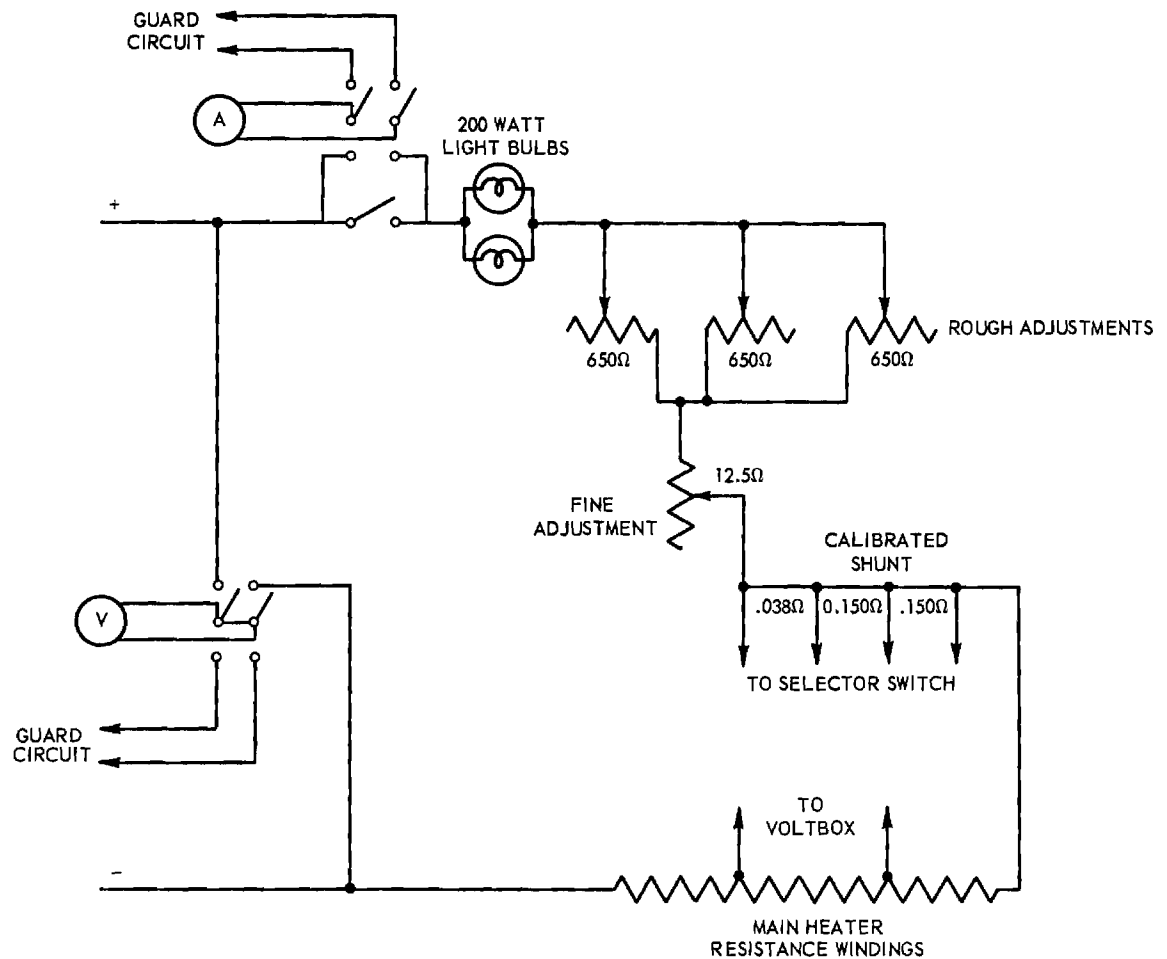 GUARD
CIRCUIT
A
200 WATT
LIGHT BULBS
+
650Ω
650Ω
650Ω
ROUGH ADJUSTMENTS
12.5Ω
FINE
ADJUSTMENT
CALIBRATED
SHUNT
.038Ω
0.150Ω
.150Ω
TO SELECTOR SWITCH
V
GUARD
CIRCUIT
TO
VOLTBOX
-
MAIN HEATER
RESISTANCE WINDINGS